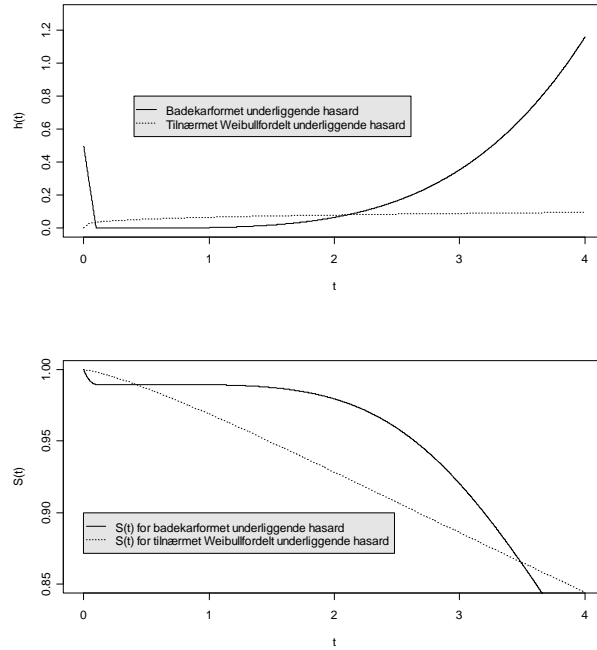 h(t)
0.0 0.2 0.4 0.6 0.8 1.0 1.2
Badekarformet underliggende hasard
Tilnærmet Weibullfordelt underliggende hasard
0 1 2 3 4
t
S(t)
0.85 0.90 0.95 1.00
S(t) for badekarformet underliggende hasard
S(t) for tilnærmet Weibullfordelt underliggende hasard
0 1 2 3 4
t